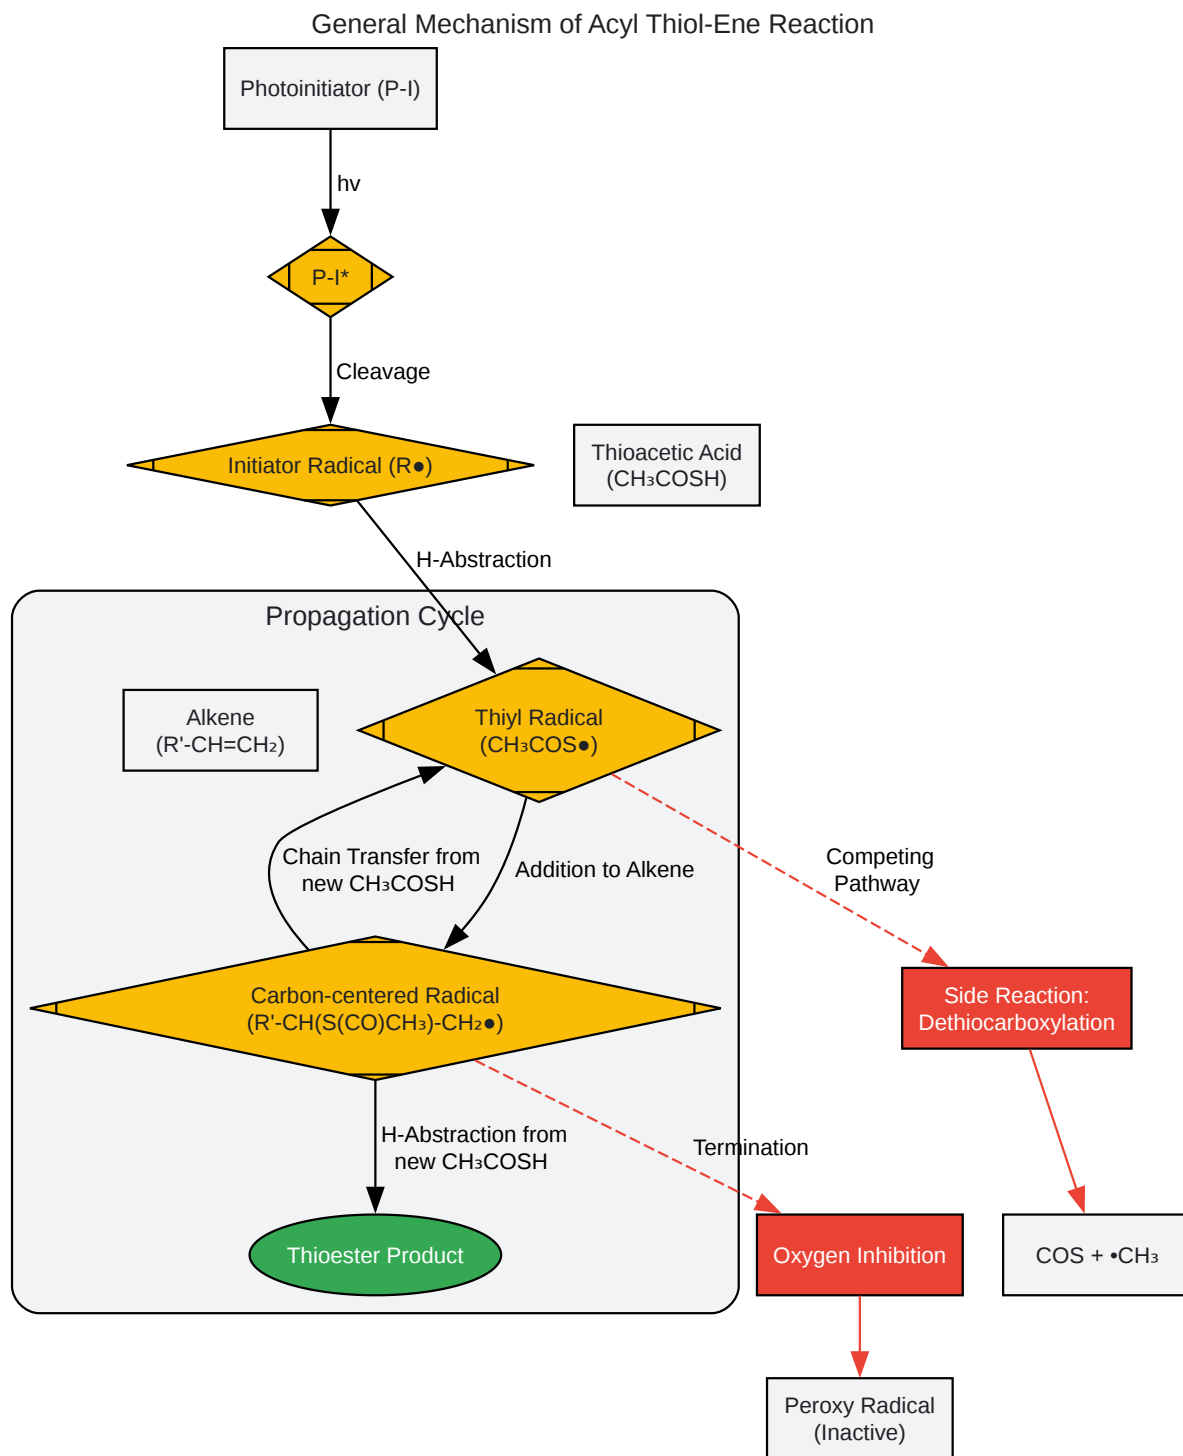 General Mechanism of Acyl Thiol-Ene Reaction
Photoinitiator (P-I)
hv
P-I*
Cleavage
Initiator Radical (R●)
Thioacetic Acid
(CH₃COSH)
H-Abstraction
Propagation Cycle
Alkene
(R'-CH=CH₂)
Thiyl Radical
(CH₃COS●)
Chain Transfer from
new CH₃COSH
Addition to Alkene
Competing
Pathway
Carbon-centered Radical
(R'-CH(S(CO)CH₃)-CH₂●)
Side Reaction:
Dethiocarboxylation
H-Abstraction from
new CH₃COSH
Termination
Thioester Product
Oxygen Inhibition
COS + •CH₃
Peroxy Radical
(Inactive)